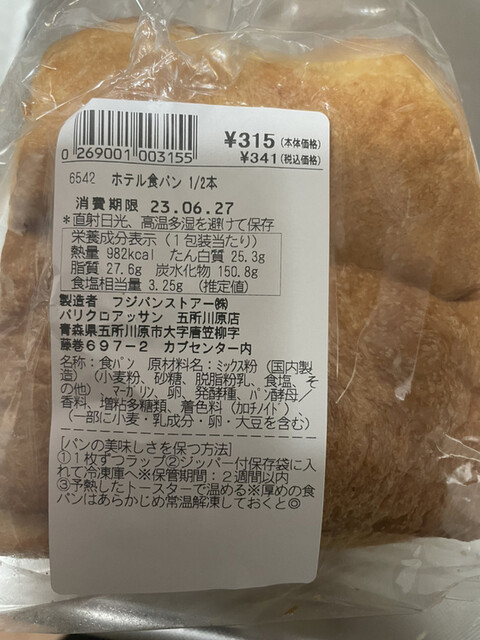 ¥315 (本体価格)
¥341 (税込価格)
0 269001 003155
6542 ホテル食パン 1/2本
消費期限 23.06.27
*直射日光、高温多湿を避けて保存
栄養成分表示(1包装当たり)
熱量 982kcal たん白質 25.3g
脂質 27.6g 炭水化物 150.8g
食塩相当量 3.25g (推定値)
製造者 フジパンストアー㈱
パリクロアッサン 五所川原店
青森県五所川原市大字唐笠柳字
藤巻697-2 カブセンター内
名称:食パン 原材料名:ミックス粉(国内製
造)(小麦粉、砂糖、脱脂粉乳、食塩、そ
の他)、マーガリン、卵、発酵種、パン酵母/
香料、増粘多糖類、着色料(カロチノイド)、
(一部に小麦・乳成分・卵・大豆を含む)
[パンの美味しさを保つ方法]
①1枚ずつラップ②ジッパー付保存袋に入
れて冷凍庫へ※保管期間:2週間以内
③予熱したトースターで温める※厚めの食
パンはあらかじめ常温解凍しておくと◎